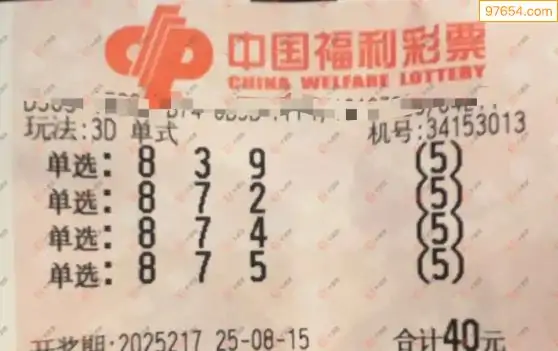 97654.com
中国福利彩票
CHINA WELFARE LOTTERY
玩法:3D 单式 机号:34153013
单选: 8 3 9 (5)
单选: 8 7 2 (5)
单选: 8 7 4 (5)
单选: 8 7 5 (5)
开奖期:2025217 25-08-15 合计40元